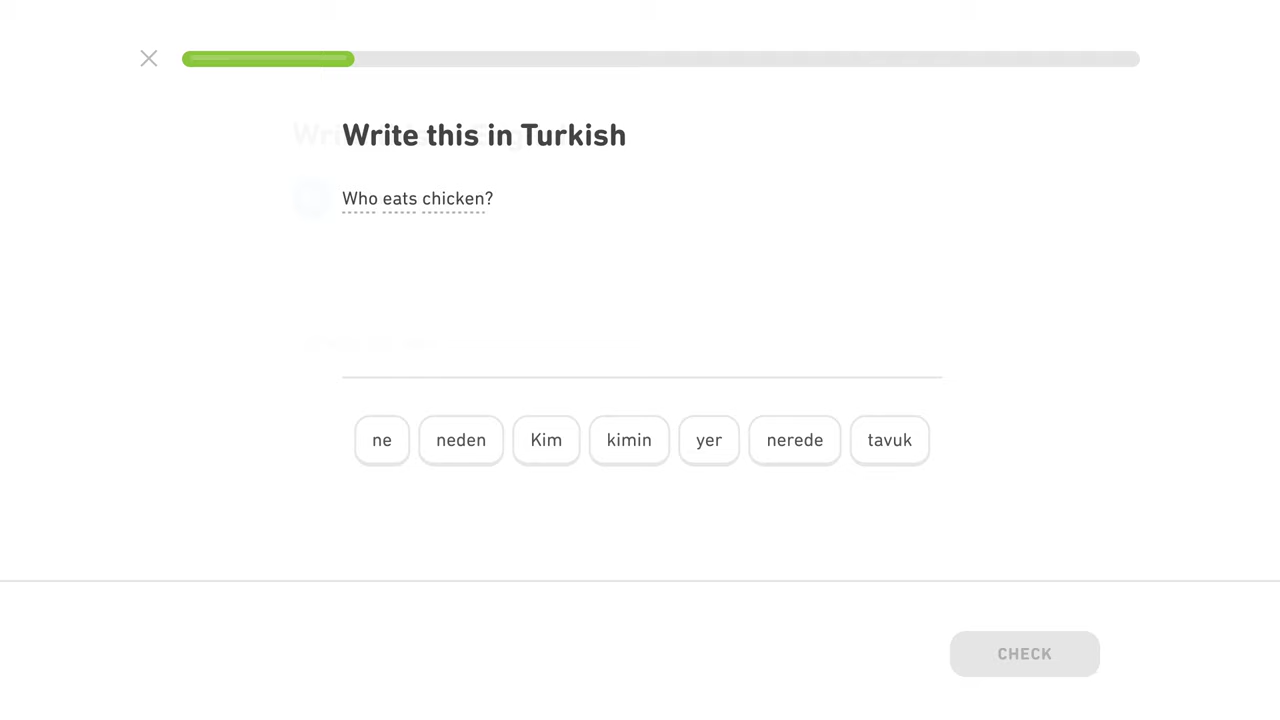 Write this in Turkish
Who eats chicken?
ne neden Kim kimin yer nerede tavuk
CHECK